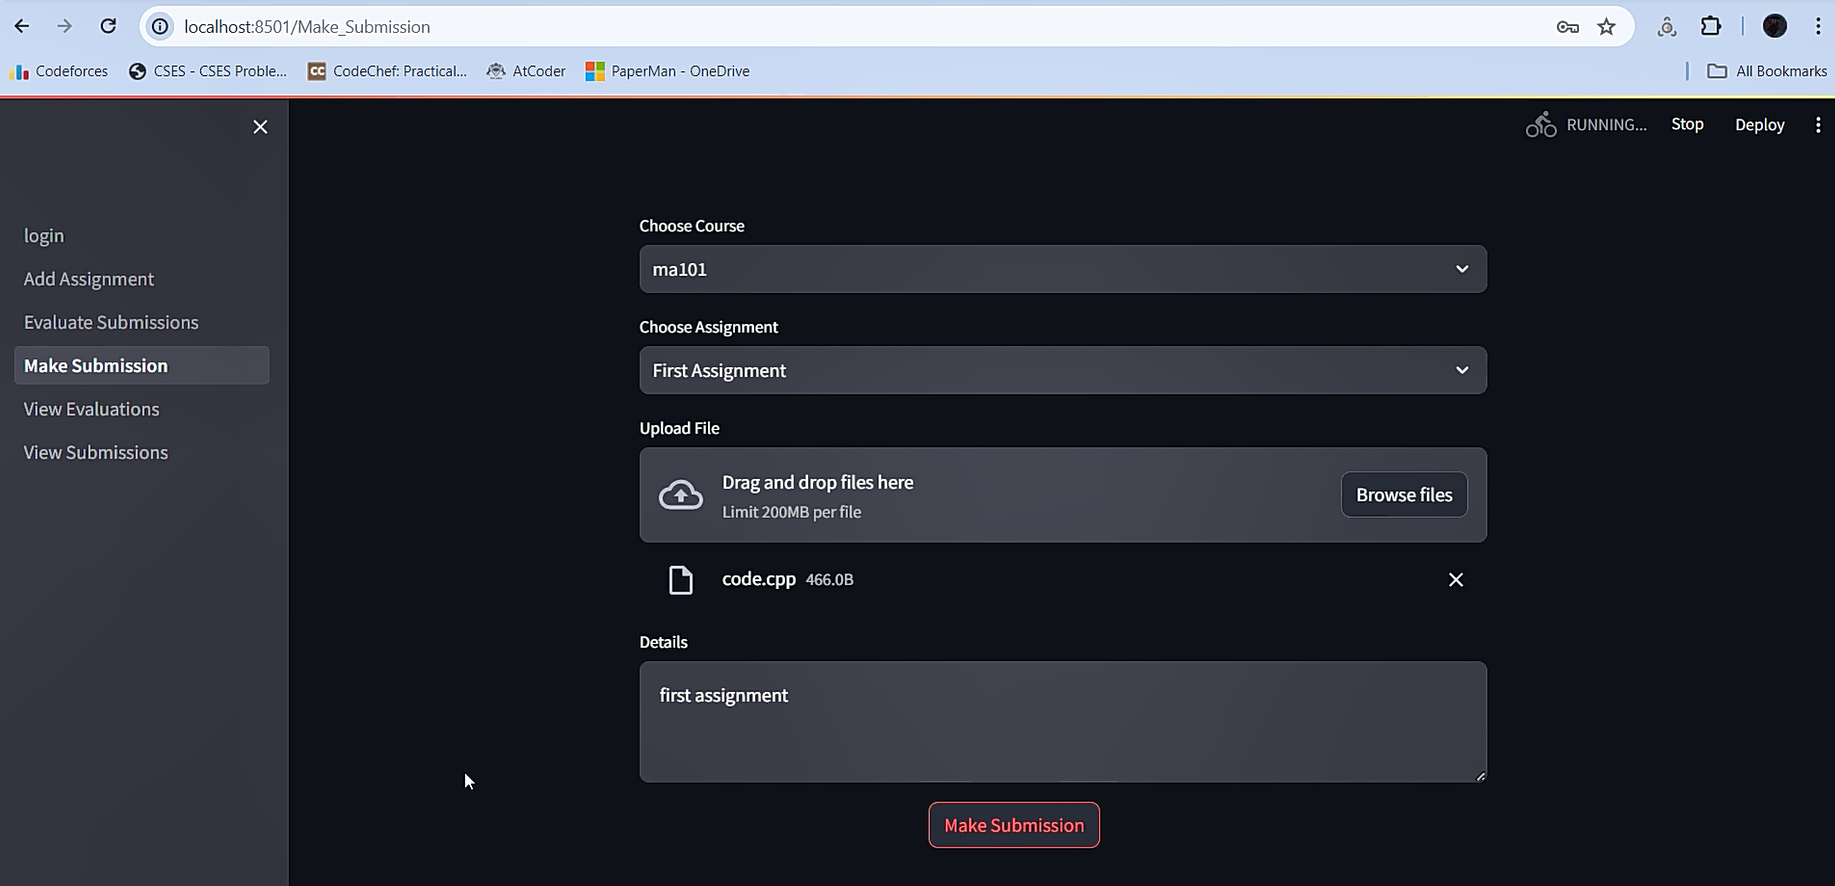 localhost:8501/Make_Submission
Codeforces
CSES - CSES Proble...
CC
CodeChef: Practical...
AtCoder
PaperMan - OneDrive
All Bookmarks
RUNNING...
Stop
Deploy
login
Add Assignment
Evaluate Submissions
Make Submission
View Evaluations
View Submissions
Choose Course
ma101
Choose Assignment
First Assignment
Upload File
Drag and drop files here
Limit 200MB per file
Browse files
code.cpp 466.0B
Details
first assignment
Make Submission